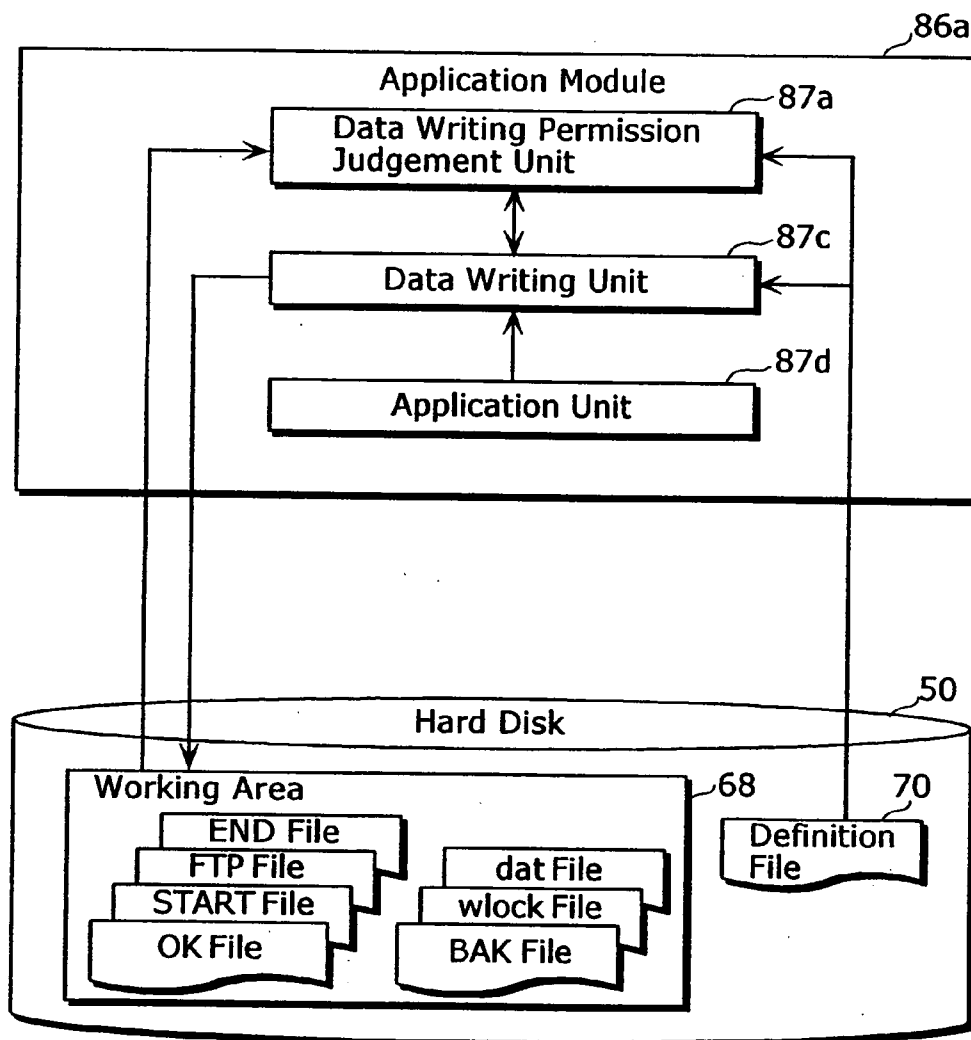 86a
Application Module
87a
Data Writing Permission
Judgement Unit
87c
Data Writing Unit
87d
Application Unit
50
Hard Disk
68
Working Area
70
END File
FTP File
START File
OK File
dat File
wlock File
BAK File
Definition
File